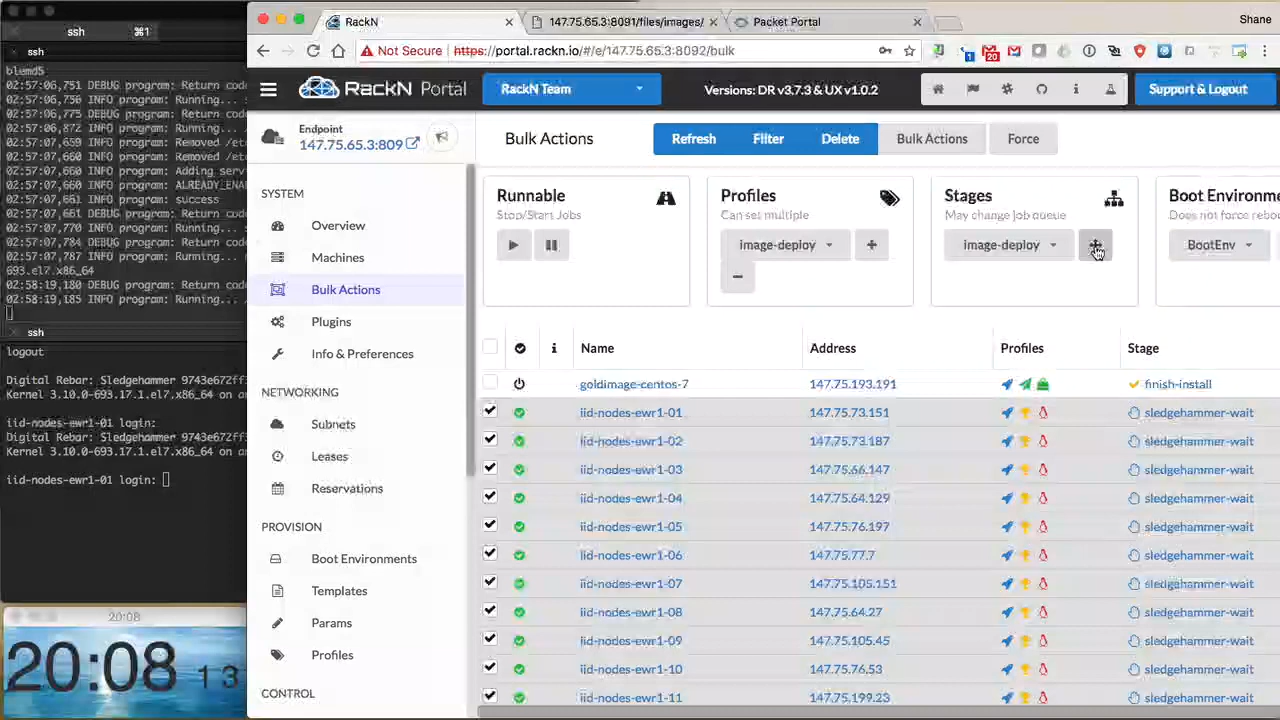 ssh
⌘1
ssh
blemd5
02:57:06,751 DEBUG program: Return cod
02:57:06,756 INFO program: Running...
02:57:06,775 DEBUG program: Return cod
02:57:06,872 INFO program: Running... /
02:57:07,659 INFO program: Removed /et
02:57:07,660 INFO program: Adding serv
02:57:07,660 INFO program: ALREADY_ENA
02:57:07,661 INFO program: success
02:57:07,661 DEBUG program: Return cod
02:57:07,770 INFO program: Running...
02:57:07,784 DEBUG program: Return cod
02:57:07,787 INFO program: Running...
693.el7.x86_64
02:58:19,180 DEBUG program: Return cod
02:58:19,185 INFO program: Running...
ssh
logout
Digital Rebar: Sledgehammer 9743e672ff
Kernel 3.10.0-693.17.1.el7.x86_64 on an
iid-nodes-ewr1-01 login:
Digital Rebar: Sledgehammer 9743e672ff
Kernel 3.10.0-693.17.1.el7.x86_64 on an
iid-nodes-ewr1-01 login:
20:08
20:08 13
RackN
147.75.65.3:8091/files/images/
Packet Portal
Shane
Not Secure https://portal.rackn.io/#/e/147.75.65.3:8092/bulk
1
20
RackN Portal
RackN Team
Versions: DR v3.7.3 & UX v1.0.2
Support & Logout
Endpoint
147.75.65.3:809
Bulk Actions
Refresh
Filter
Delete
Bulk Actions
Force
SYSTEM
Overview
Machines
Bulk Actions
Plugins
Info & Preferences
NETWORKING
Subnets
Leases
Reservations
PROVISION
Boot Environments
Templates
Params
Profiles
CONTROL
Runnable
Stop/Start Jobs
Profiles
Can set multiple
image-deploy
Stages
May change job queue
image-deploy
Boot Environme
Does not force reboo
BootEnv
Name Address Profiles Stage
goldimage-centos-7 147.75.193.191 finish-install
iid-nodes-ewr1-01 147.75.73.151 sledgehammer-wait
iid-nodes-ewr1-02 147.75.73.187 sledgehammer-wait
iid-nodes-ewr1-03 147.75.66.147 sledgehammer-wait
iid-nodes-ewr1-04 147.75.64.129 sledgehammer-wait
iid-nodes-ewr1-05 147.75.76.197 sledgehammer-wait
iid-nodes-ewr1-06 147.75.77.7 sledgehammer-wait
iid-nodes-ewr1-07 147.75.105.151 sledgehammer-wait
iid-nodes-ewr1-08 147.75.64.27 sledgehammer-wait
iid-nodes-ewr1-09 147.75.105.45 sledgehammer-wait
iid-nodes-ewr1-10 147.75.76.53 sledgehammer-wait
iid-nodes-ewr1-11 147.75.199.23 sledgehammer-wait